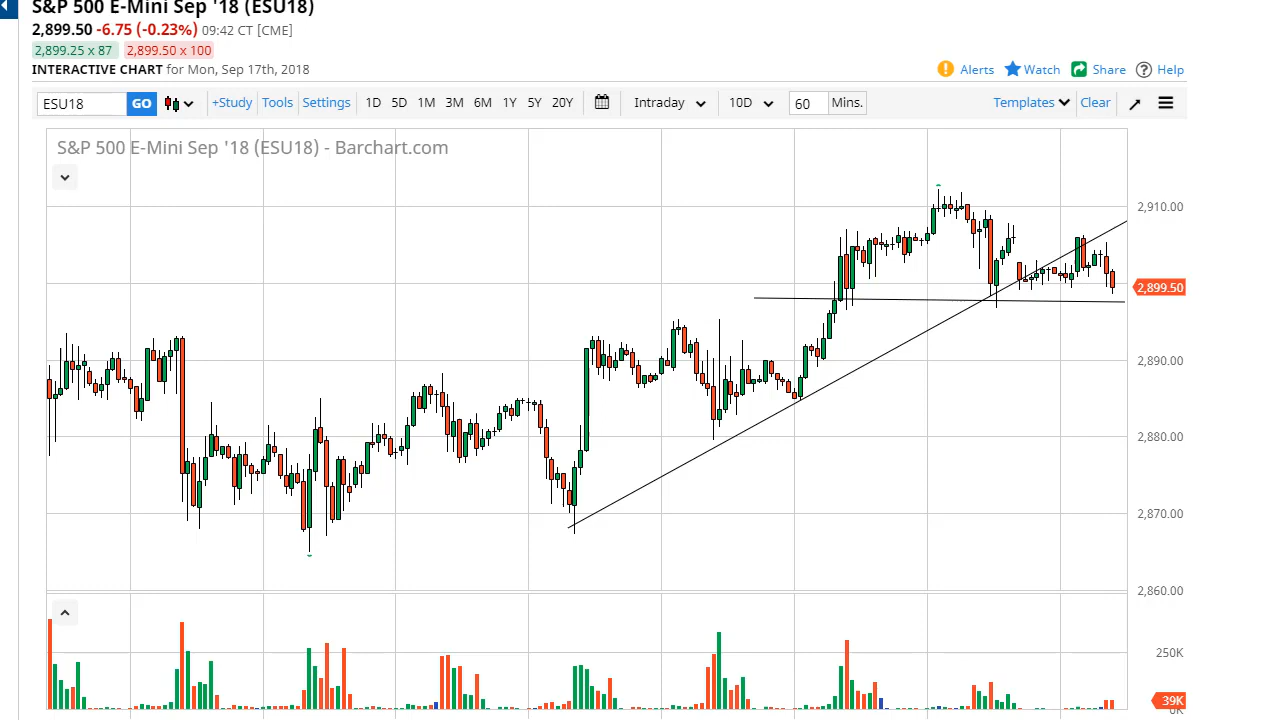 S&P 500 E-Mini Sep '18 (ESU18)
2,899.50 -6.75 (-0.23%) 09:42 CT [CME]
2,899.25 x 87 2,899.50 x 100
INTERACTIVE CHART for Mon, Sep 17th, 2018
Alerts Watch Share Help
ESU18 GO +Study Tools Settings 1D 5D 1M 3M 6M 1Y 5Y 20Y Intraday 10D 60 Mins. Templates Clear
S&P 500 E-Mini Sep '18 (ESU18) - Barchart.com
2,910.00
2,899.50
2,890.00
2,880.00
2,870.00
2,860.00
250K
39K
0K